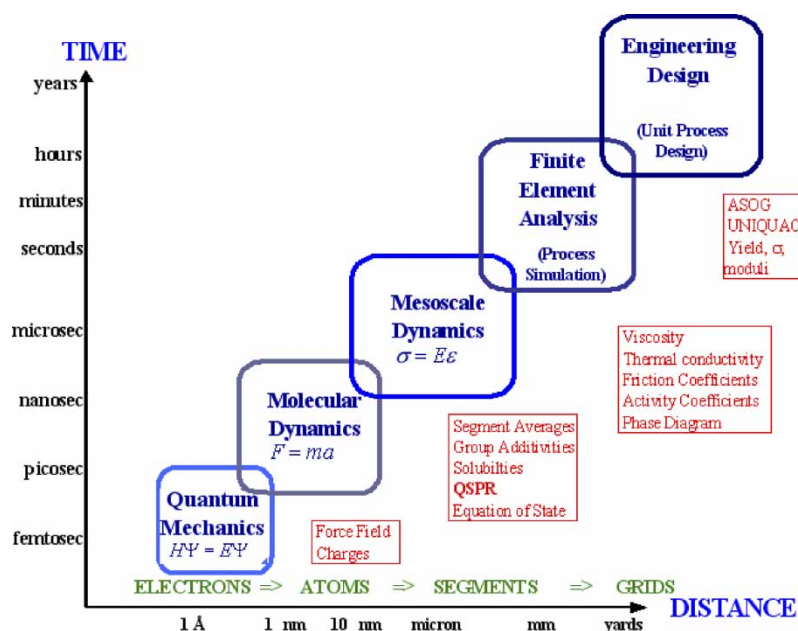 TIME
years
hours
minutes
seconds
microsec
nanosec
picosec
femtosec
Engineering
Design
(Unit Process
Design)
Finite
Element
Analysis
(Process
Simulation)
Mesoscale
Dynamics
σ = Eε
Molecular
Dynamics
F = ma
Quantum
Mechanics
HΨ = EΨ
ASOG
UNIQUAC
Yield, σ,
moduli
Viscosity
Thermal conductivity
Friction Coefficients
Activity Coefficients
Phase Diagram
Segment Averages
Group Additivities
Solubilties
QSPR
Equation of State
Force Field
Charges
ELECTRONS => ATOMS => SEGMENTS => GRIDS
DISTANCE
1 Å 1 nm 10 nm micron mm yards